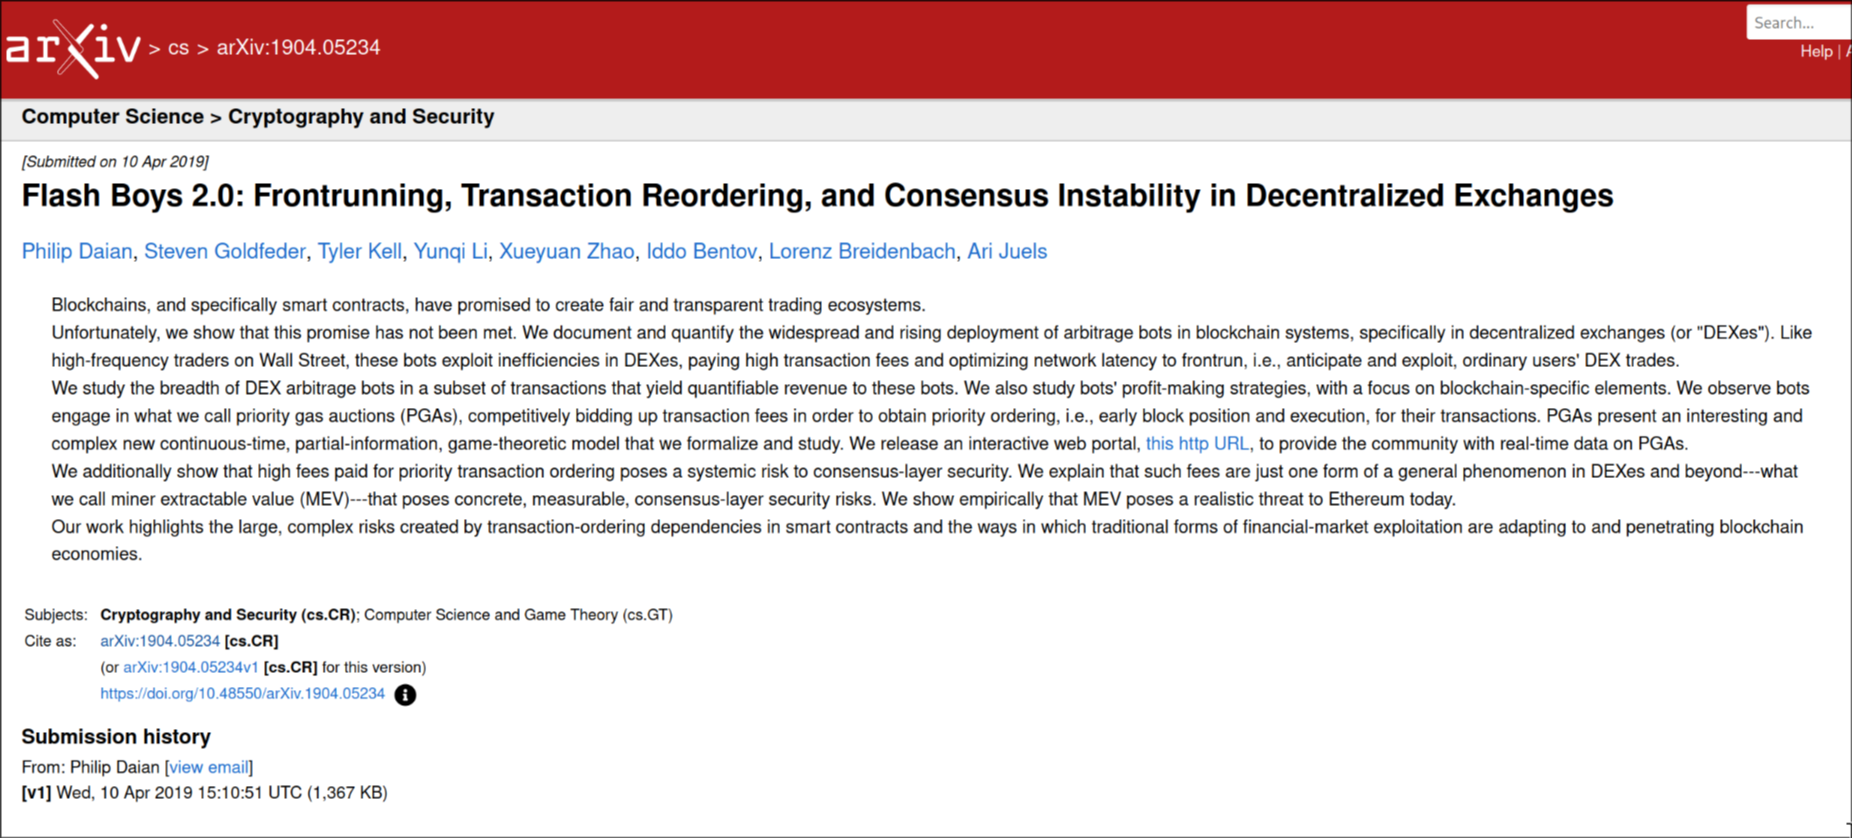 arXiv > cs > arXiv:1904.05234
Search...
Help |
Computer Science > Cryptography and Security
[Submitted on 10 Apr 2019]
Flash Boys 2.0: Frontrunning, Transaction Reordering, and Consensus Instability in Decentralized Exchanges
Philip Daian, Steven Goldfeder, Tyler Kell, Yunqi Li, Xueyuan Zhao, Iddo Bentov, Lorenz Breidenbach, Ari Juels
Blockchains, and specifically smart contracts, have promised to create fair and transparent trading ecosystems.
Unfortunately, we show that this promise has not been met. We document and quantify the widespread and rising deployment of arbitrage bots in blockchain systems, specifically in decentralized exchanges (or "DEXes"). Like
high-frequency traders on Wall Street, these bots exploit inefficiencies in DEXes, paying high transaction fees and optimizing network latency to frontrun, i.e., anticipate and exploit, ordinary users' DEX trades.
We study the breadth of DEX arbitrage bots in a subset of transactions that yield quantifiable revenue to these bots. We also study bots' profit-making strategies, with a focus on blockchain-specific elements. We observe bots
engage in what we call priority gas auctions (PGAs), competitively bidding up transaction fees in order to obtain priority ordering, i.e., early block position and execution, for their transactions. PGAs present an interesting and
complex new continuous-time, partial-information, game-theoretic model that we formalize and study. We release an interactive web portal, this http URL, to provide the community with real-time data on PGAs.
We additionally show that high fees paid for priority transaction ordering poses a systemic risk to consensus-layer security. We explain that such fees are just one form of a general phenomenon in DEXes and beyond---what
we call miner extractable value (MEV)---that poses concrete, measurable, consensus-layer security risks. We show empirically that MEV poses a realistic threat to Ethereum today.
Our work highlights the large, complex risks created by transaction-ordering dependencies in smart contracts and the ways in which traditional forms of financial-market exploitation are adapting to and penetrating blockchain
economies.
Subjects: Cryptography and Security (cs.CR); Computer Science and Game Theory (cs.GT)
Cite as: arXiv:1904.05234 [cs.CR]
(or arXiv:1904.05234v1 [cs.CR] for this version)
https://doi.org/10.48550/arXiv.1904.05234
Submission history
From: Philip Daian [view email]
[v1] Wed, 10 Apr 2019 15:10:51 UTC (1,367 KB)